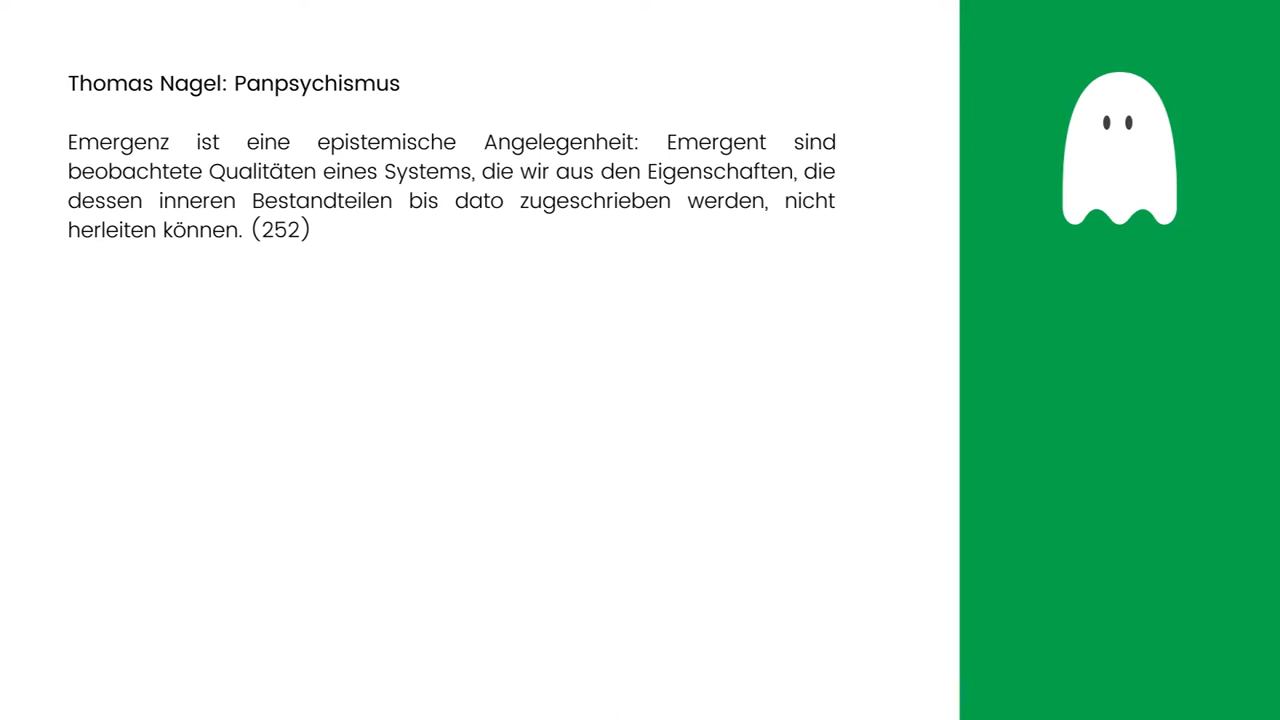 Thomas Nagel: Panpsychismus
Emergenz ist eine epistemische Angelegenheit: Emergent sind
beobachtete Qualitäten eines Systems, die wir aus den Eigenschaften, die
dessen inneren Bestandteilen bis dato zugeschrieben werden, nicht
herleiten können. (252)